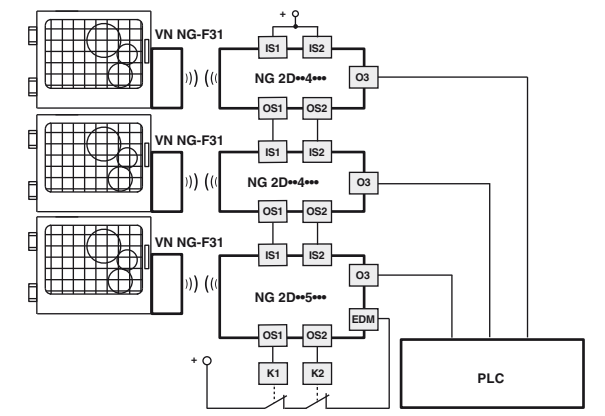 +
VN NG-F31
IS1 IS2
NG 2D••4•••
O3
OS1 OS2
VN NG-F31
IS1 IS2
NG 2D••4•••
O3
OS1 OS2
VN NG-F31
IS1 IS2
O3
NG 2D••5•••
EDM
OS1 OS2
+
K1 K2
PLC